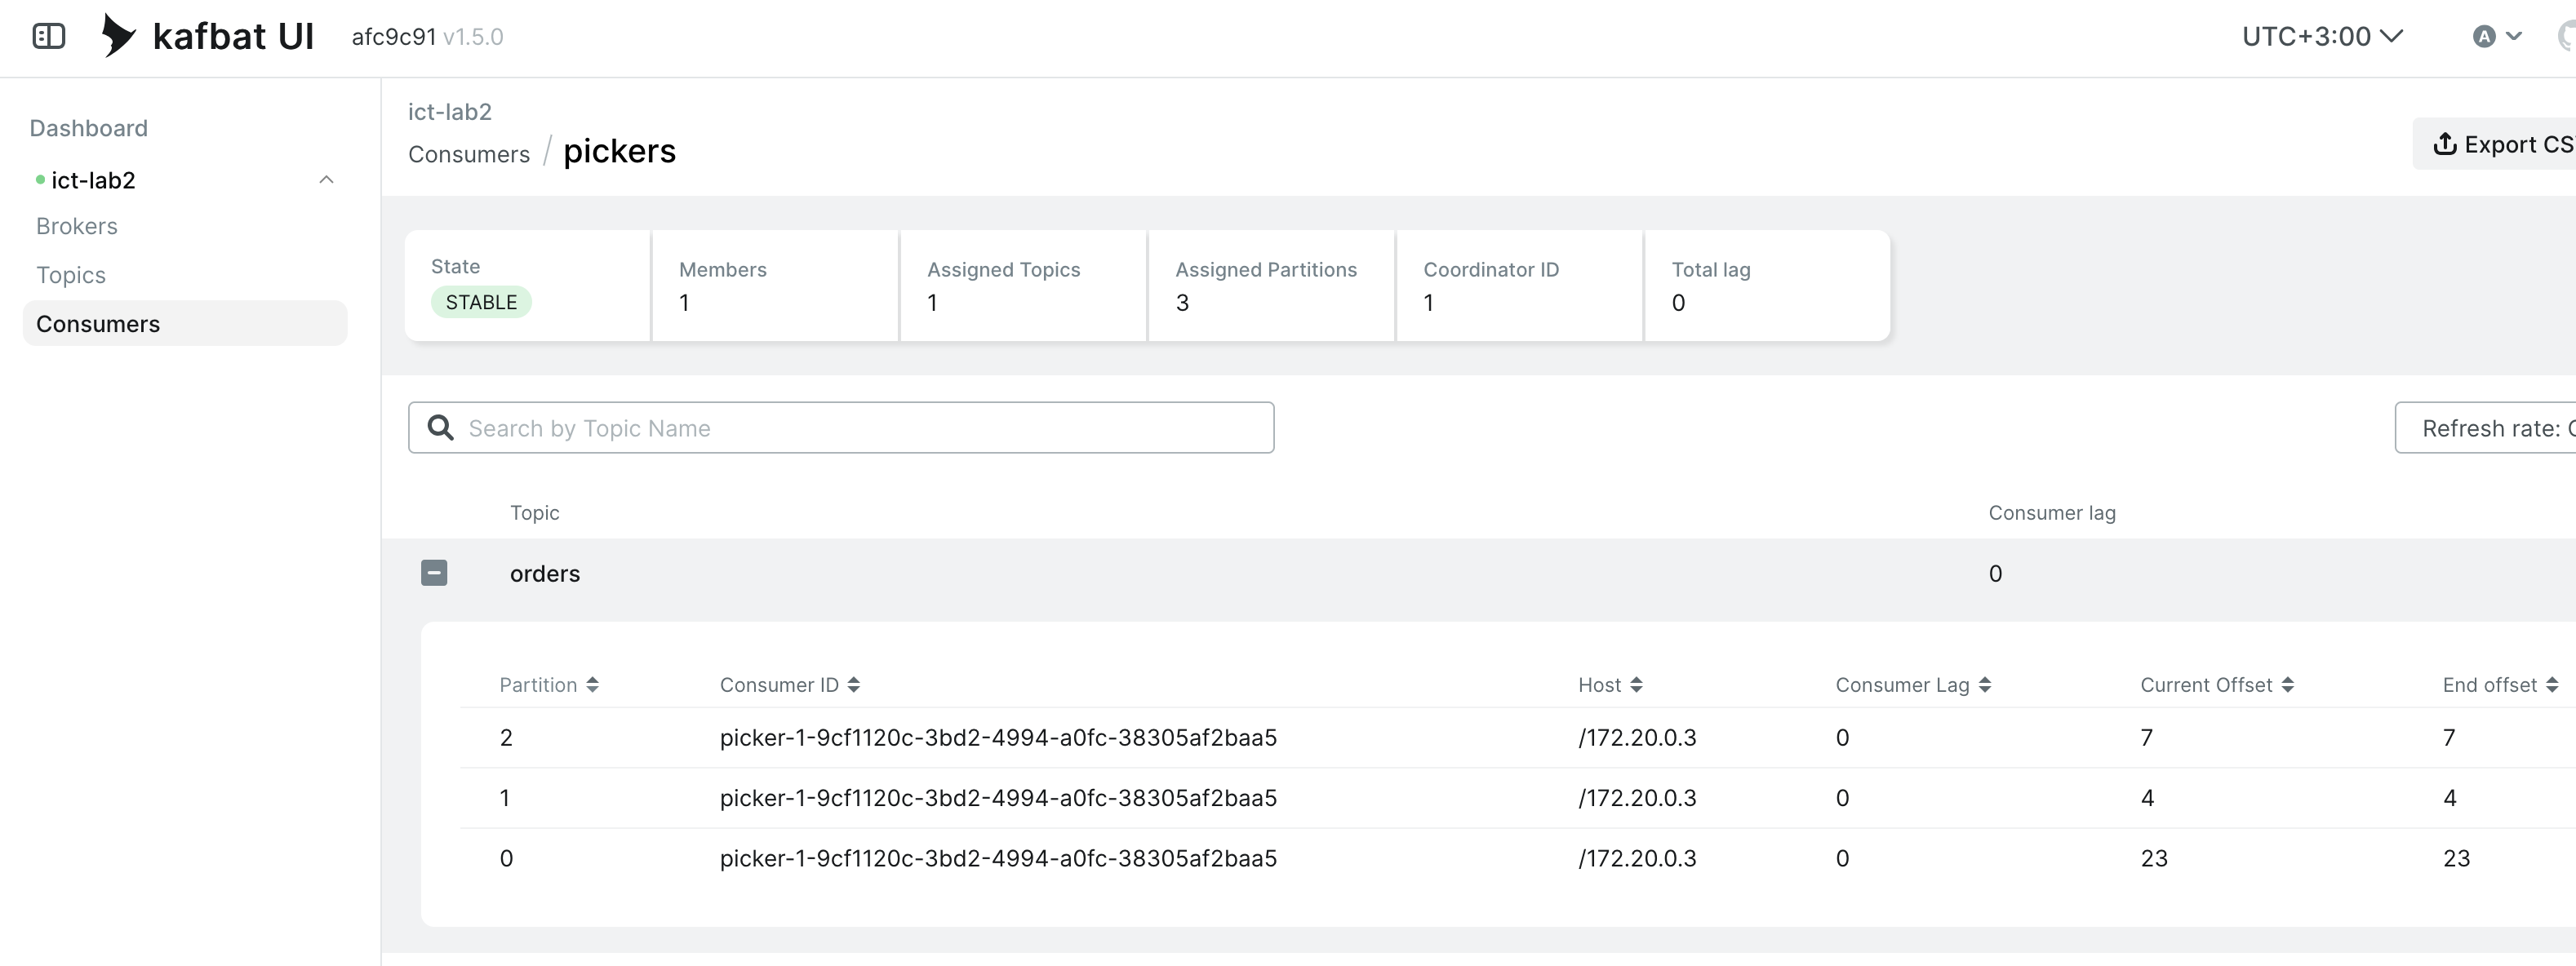 kafbat UI afc9c91 v1.5.0 UTC+3:00 A
Dashboard
ict-lab2
Brokers
Topics
Consumers
ict-lab2
Consumers / pickers
Export CS
State Members Assigned Topics Assigned Partitions Coordinator ID Total lag
STABLE 1 1 3 1 0
Search by Topic Name
Refresh rate:
Topic Consumer lag
orders 0
Partition Consumer ID Host Consumer Lag Current Offset End offset
2 picker-1-9cf1120c-3bd2-4994-a0fc-38305af2baa5 /172.20.0.3 0 7 7
1 picker-1-9cf1120c-3bd2-4994-a0fc-38305af2baa5 /172.20.0.3 0 4 4
0 picker-1-9cf1120c-3bd2-4994-a0fc-38305af2baa5 /172.20.0.3 0 23 23